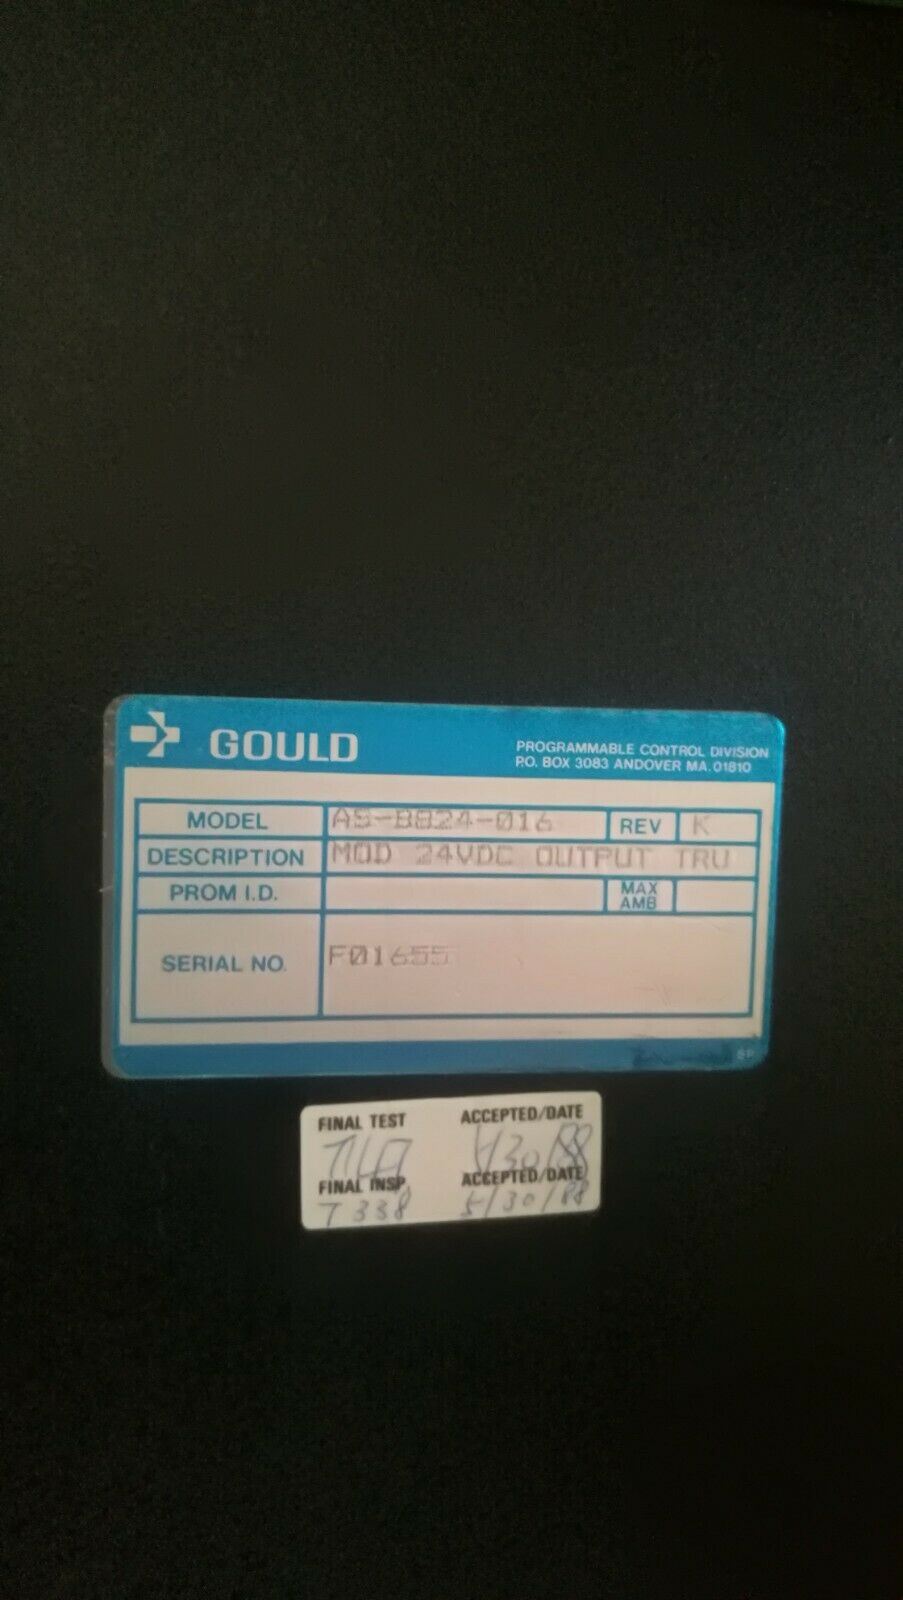 GOULD
PROGRAMMABLE CONTROL DIVISION
P.O. BOX 3083 ANDOVER MA. 01810
MODEL AS-B824-016 REV K
DESCRIPTION MOD 24VDC OUTPUT TRU
PROM I.D. MAX AMB
SERIAL NO. F01655
FINAL TEST ACCEPTED/DATE
FINAL INSP. ACCEPTED/DATE
T 338 5/30/88